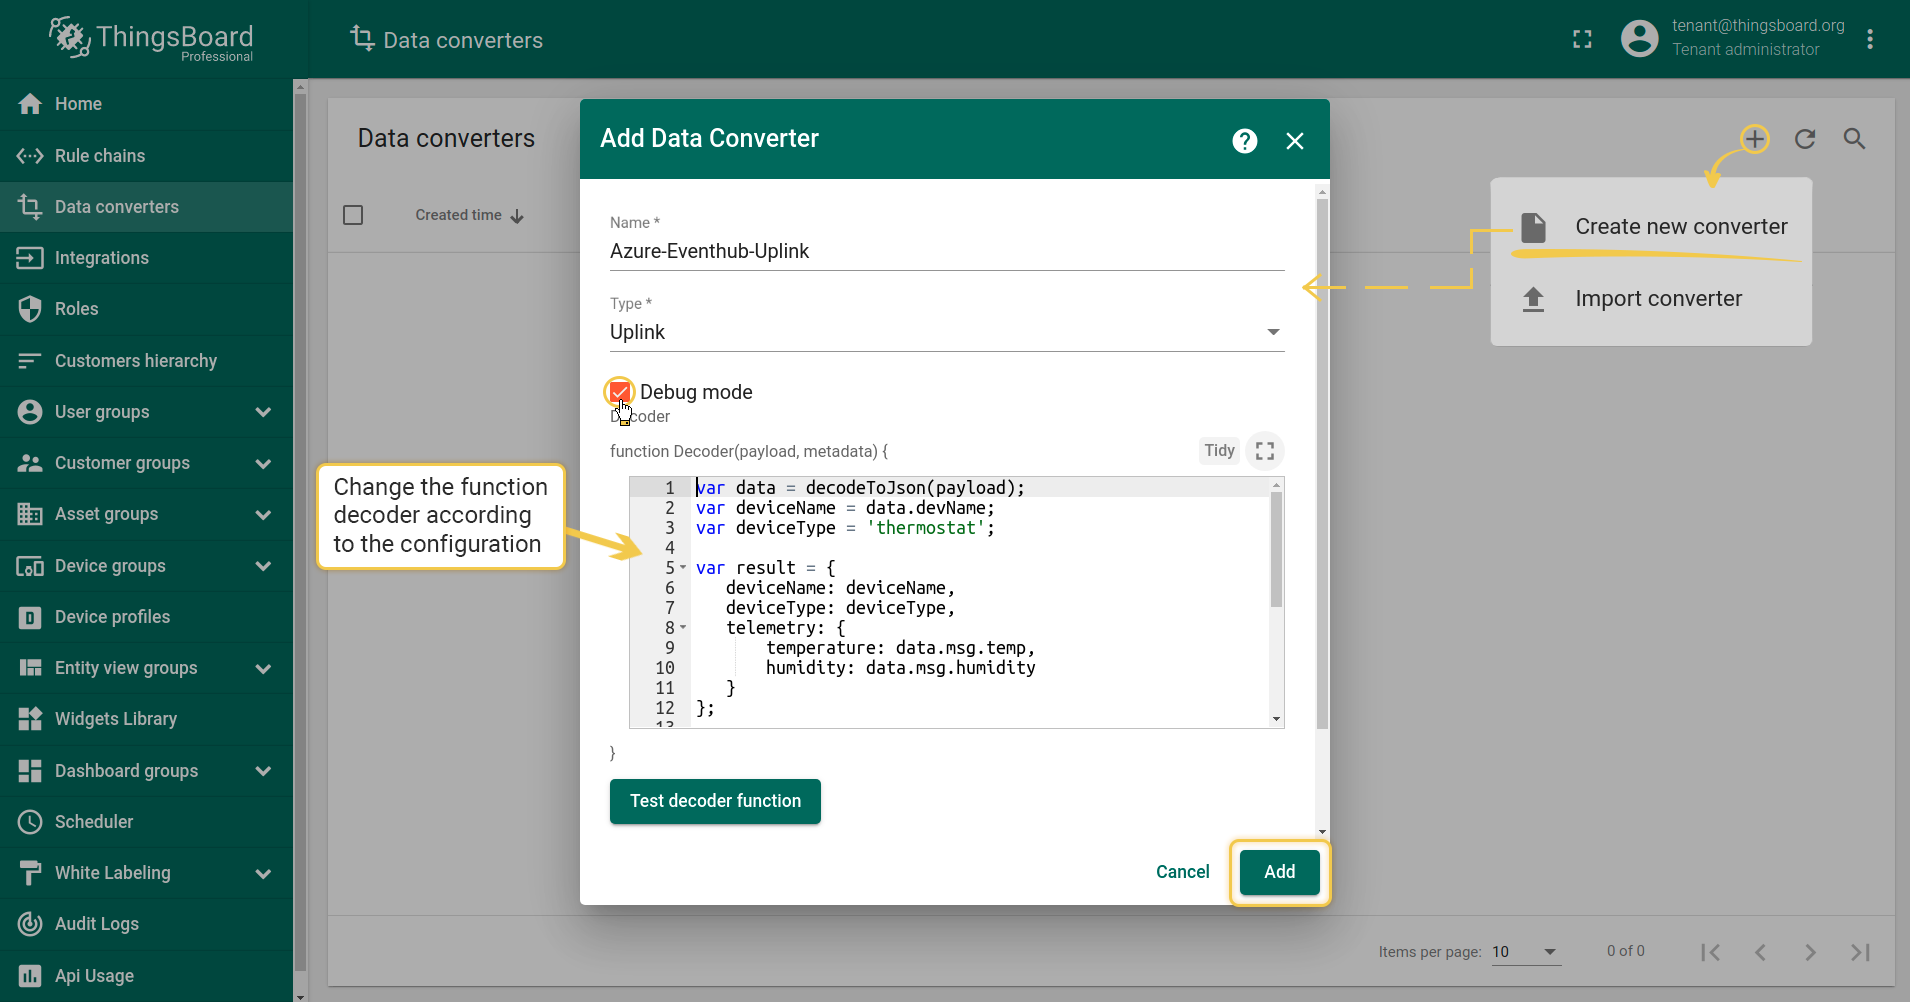 ThingsBoard
Professional
Data converters
tenant@thingsboard.org
Tenant administrator
Home
Rule chains
Data converters
Integrations
Roles
Customers hierarchy
User groups
Customer groups
Asset groups
Device groups
Device profiles
Entity view groups
Widgets Library
Dashboard groups
Scheduler
White Labeling
Audit Logs
Api Usage
Data converters
Created time
Create new converter
Import converter
Change the function
decoder according
to the configuration
Add Data Converter
Name *
Azure-Eventhub-Uplink
Type *
Uplink
Debug mode
Decoder
function Decoder(payload, metadata) {
Tidy
1 var data = decodeToJson(payload);
2 var deviceName = data.devName;
3 var deviceType = 'thermostat';
4
5 var result = {
6 deviceName: deviceName,
7 deviceType: deviceType,
8 telemetry: {
9 temperature: data.msg.temp,
10 humidity: data.msg.humidity
11 }
12 };
13
}
Test decoder function
Cancel
Add
Items per page: 10
0 of 0